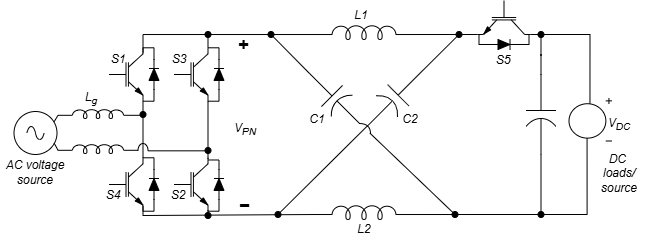 L1
S1
S3
+
S5
Lg
C1
C2
VPN
+
VDC
–
AC voltage
source
DC
loads/
source
S4
S2
–
L2